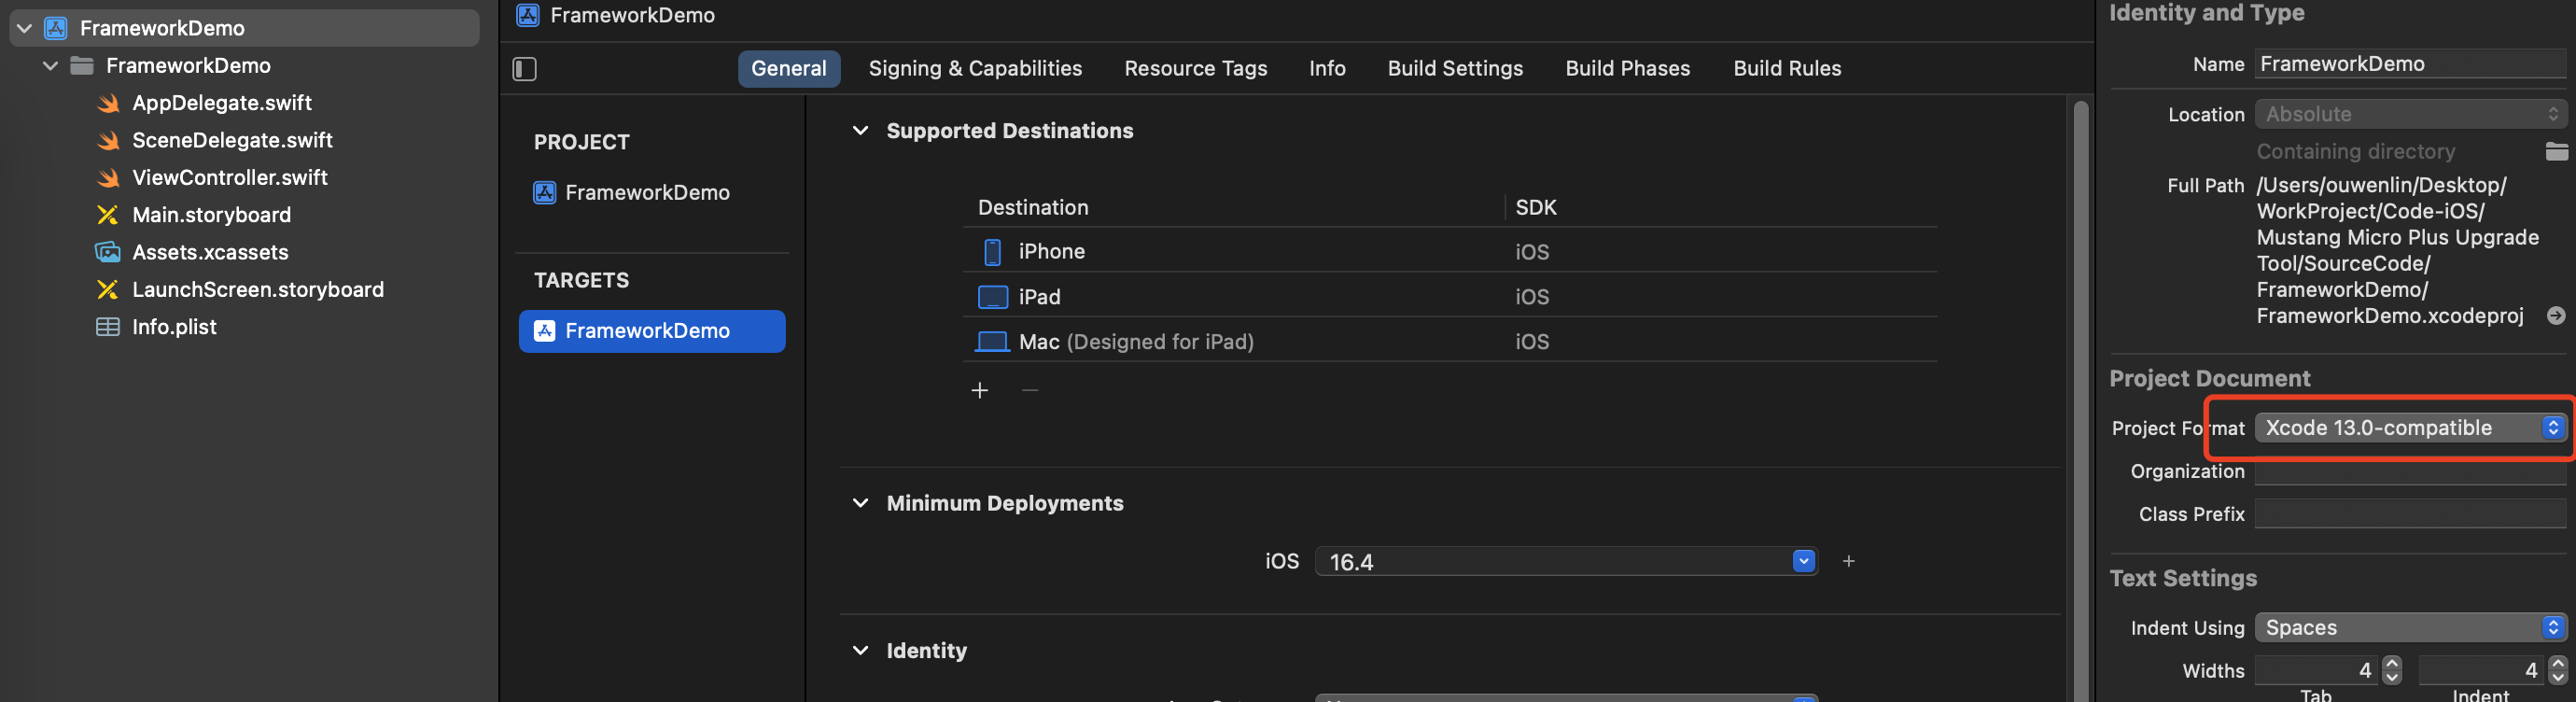 FrameworkDemo
FrameworkDemo
AppDelegate.swift
SceneDelegate.swift
ViewController.swift
Main.storyboard
Assets.xcassets
LaunchScreen.storyboard
Info.plist
FrameworkDemo
General Signing & Capabilities Resource Tags Info Build Settings Build Phases Build Rules
PROJECT
FrameworkDemo
TARGETS
FrameworkDemo
Supported Destinations
Destination SDK
iPhone iOS
iPad iOS
Mac (Designed for iPad) iOS
Minimum Deployments
iOS 16.4
Identity
Identity and Type
Name FrameworkDemo
Location Absolute
Containing directory
Full Path /Users/ouwenlin/Desktop/
WorkProject/Code-iOS/
Mustang Micro Plus Upgrade
Tool/SourceCode/
FrameworkDemo/
FrameworkDemo.xcodeproj
Project Document
Project Format Xcode 13.0-compatible
Organization
Class Prefix
Text Settings
Indent Using Spaces
Widths 4 4
Tab Indent